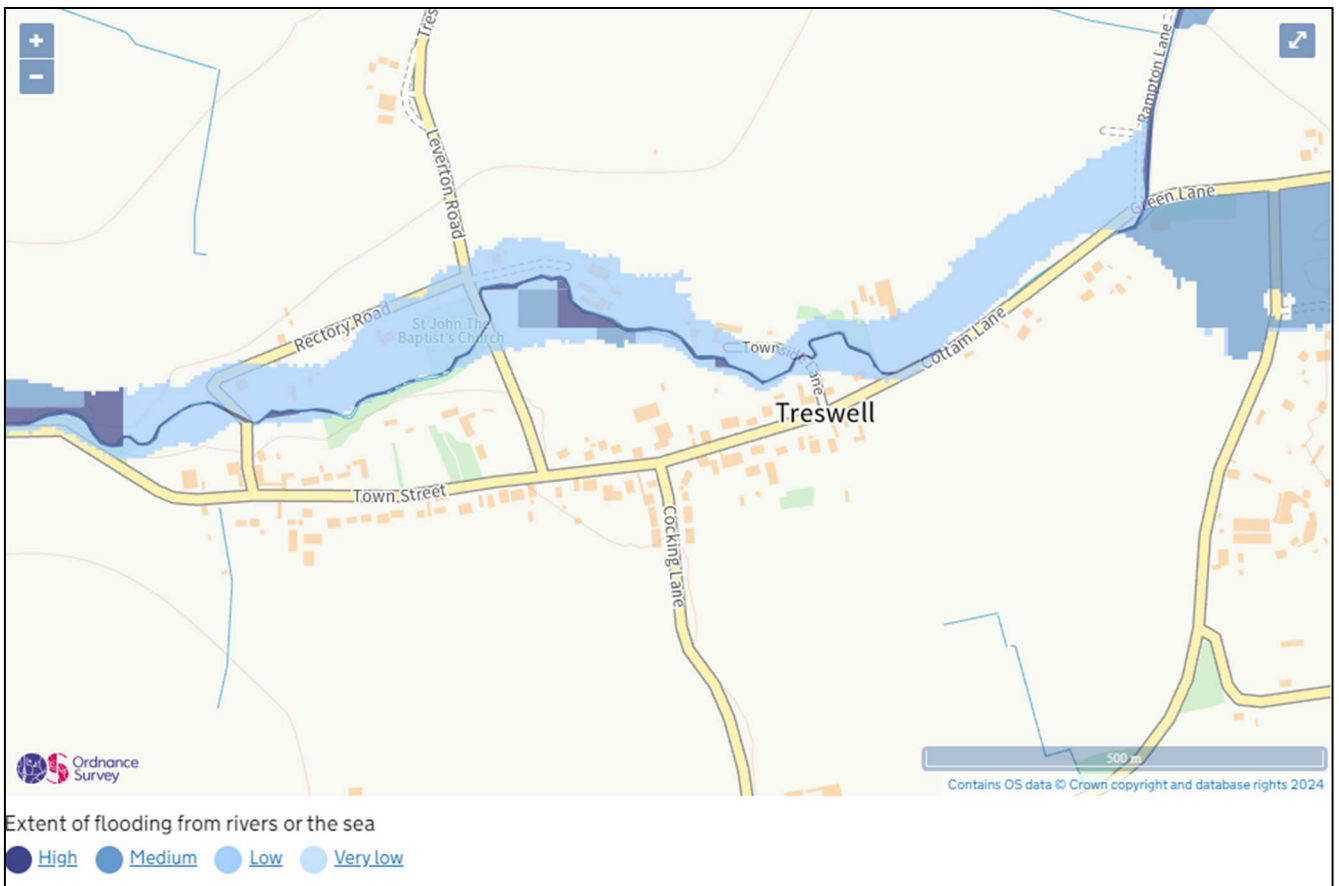 +
−
Tres
Rampton Lane
Leverton Road
Green Lane
Rectory Road
St John The
Baptist's Church
Townside Lane
Cottam Lane
Treswell
Town Street
Cocking Lane
Ordnance
Survey
500 m
Contains OS data © Crown copyright and database rights 2024
Extent of flooding from rivers or the sea
High Medium Low Very low